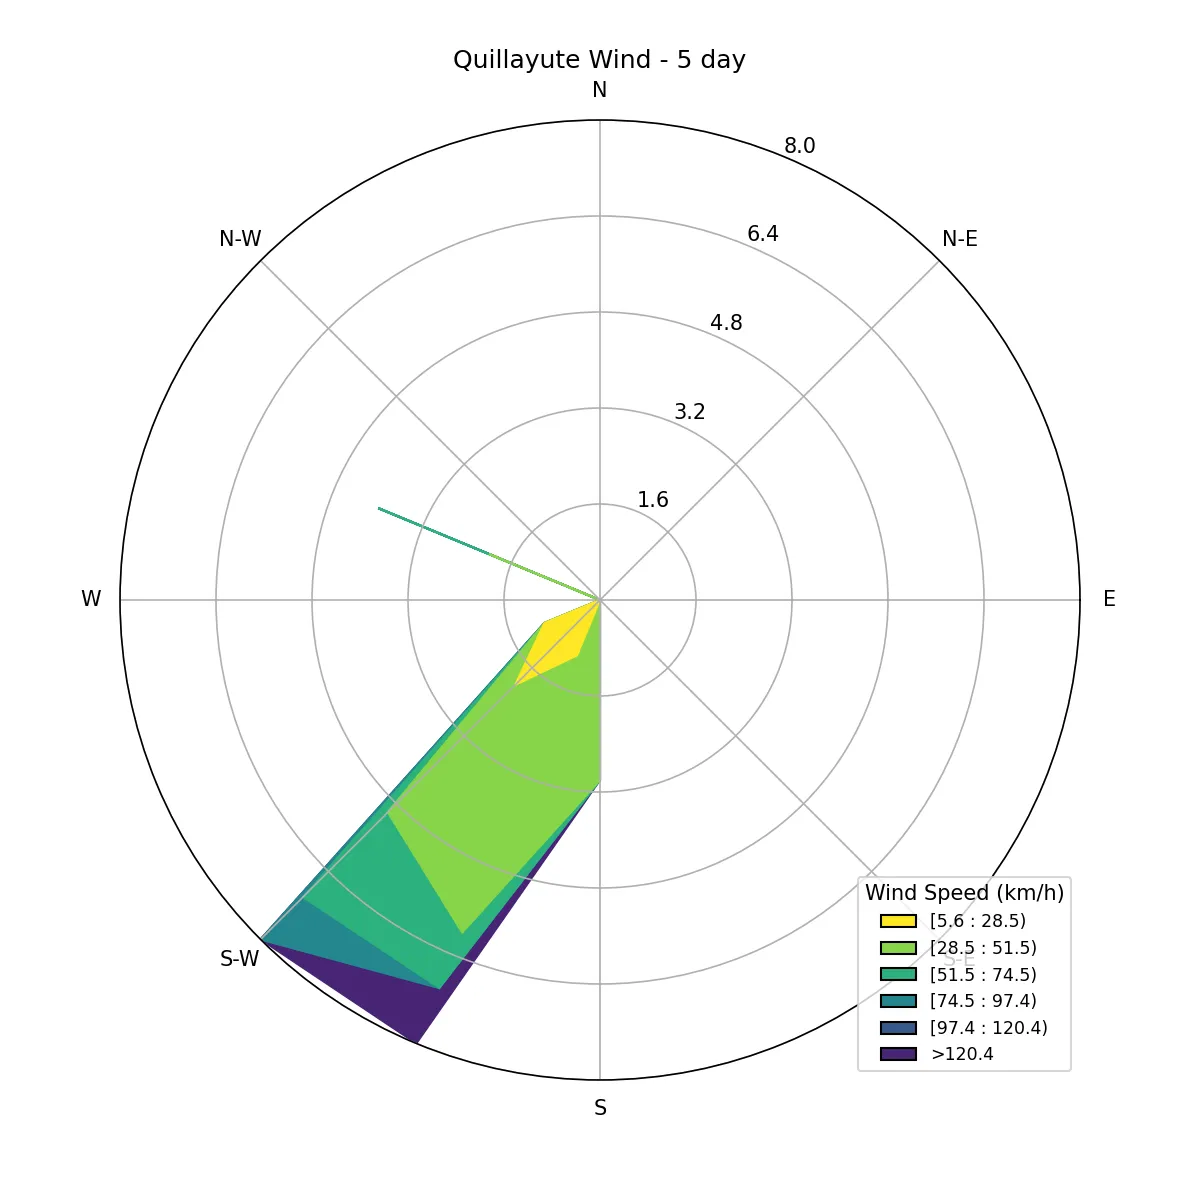 Quillayute Wind - 5 day
N
8.0
N-W
6.4
N-E
4.8
3.2
1.6
W
E
Wind Speed (km/h)
[5.6 : 28.5)
[28.5 : 51.5)
S-W
S-E
[51.5 : 74.5)
[74.5 : 97.4)
[97.4 : 120.4)
>120.4
S